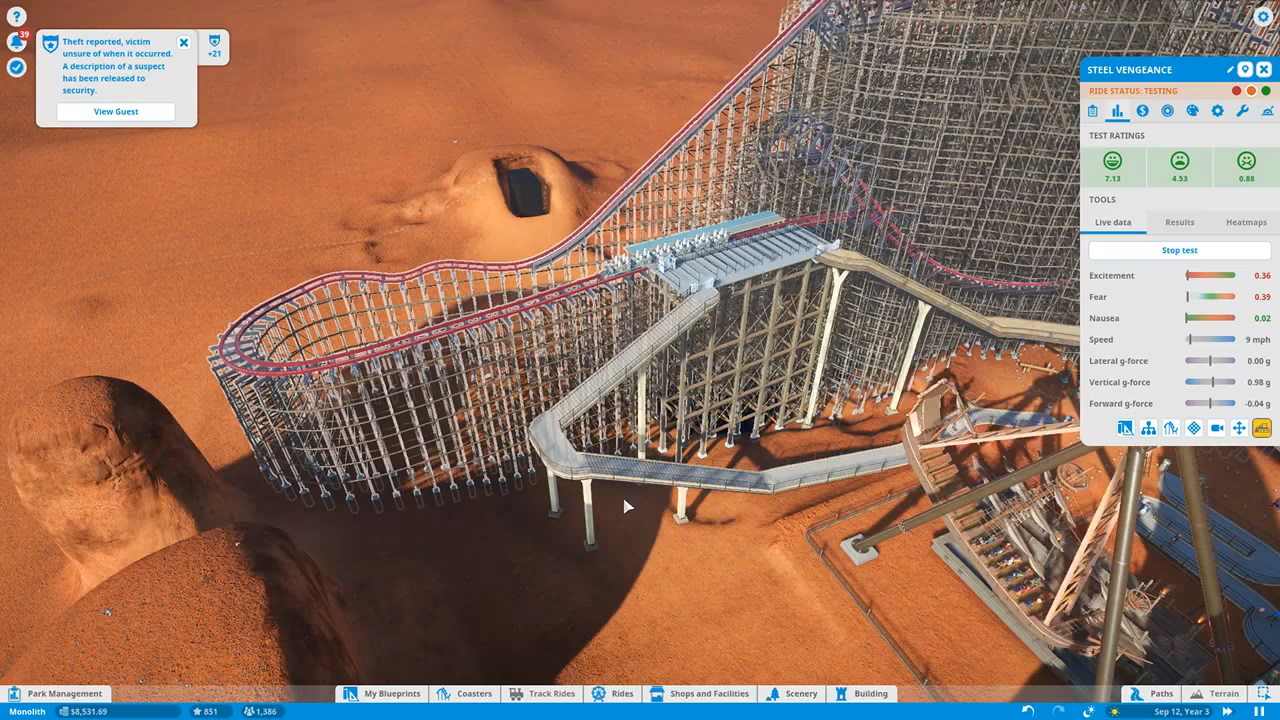 ?
39
Theft reported, victim
unsure of when it occurred.
A description of a suspect
has been released to
security.
View Guest
+21
STEEL VENGEANCE
RIDE STATUS: TESTING
TEST RATINGS
7.13 4.53 0.88
TOOLS
Live data Results Heatmaps
Stop test
Excitement 0.36
Fear 0.39
Nausea 0.02
Speed 9 mph
Lateral g-force 0.00 g
Vertical g-force 0.98 g
Forward g-force -0.04 g
Park Management My Blueprints Coasters Track Rides Rides Shops and Facilities Scenery Building Paths Terrain
Monolith $8,531.69 851 1,386 Sep 12, Year 3